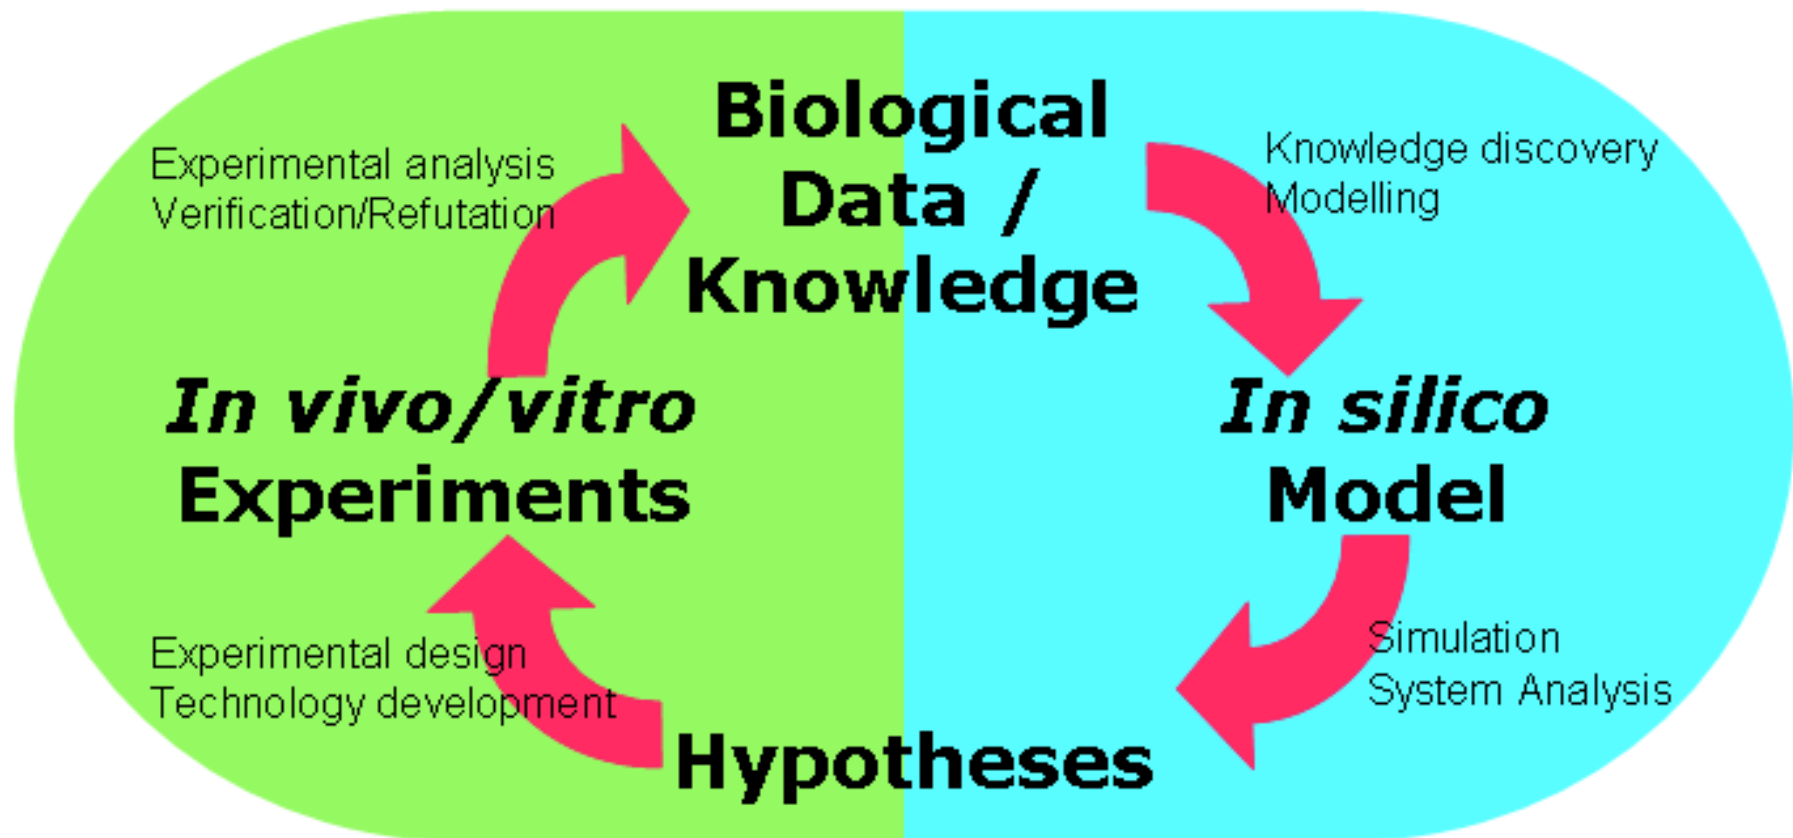 Biological
Data /
Knowledge
Knowledge discovery
Modelling
In silico
Model
Simulation
System Analysis
Hypotheses
Experimental design
Technology development
In vivo/vitro
Experiments
Experimental analysis
Verification/Refutation